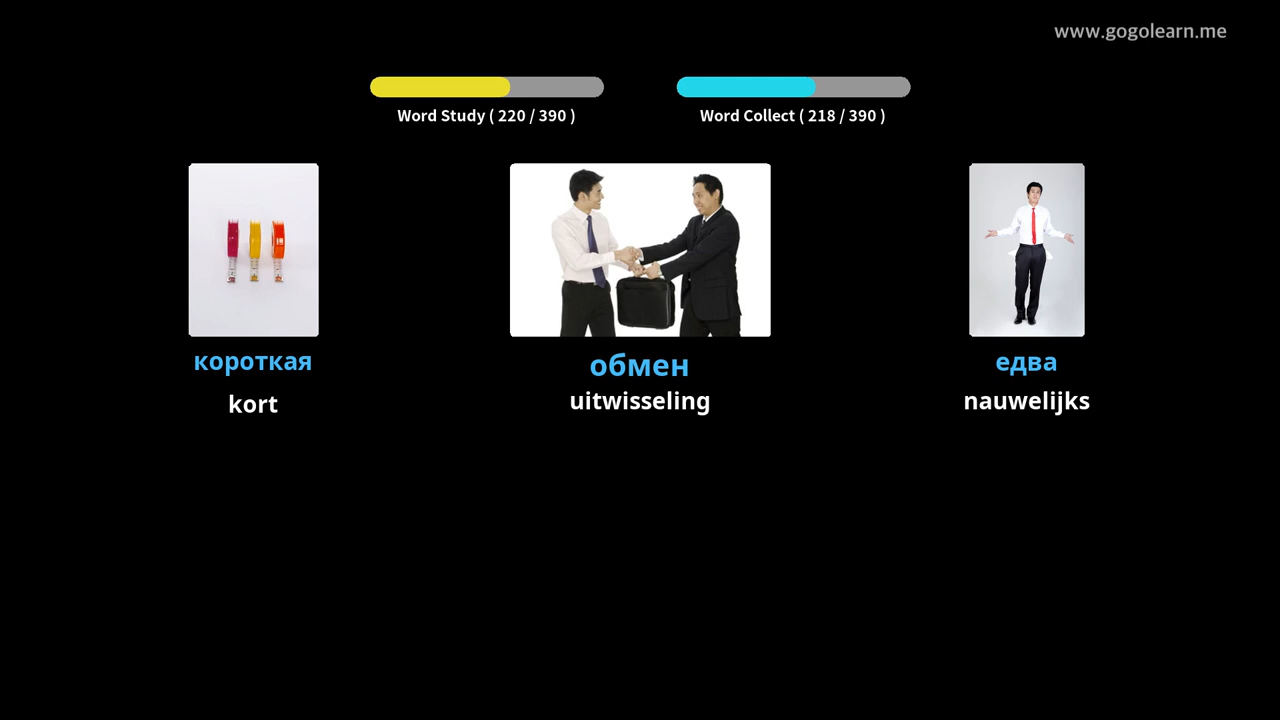 www.gogolearn.me
Word Study ( 220 / 390 )
Word Collect ( 218 / 390 )
короткая
обмен
едва
kort
uitwisseling
nauwelijks